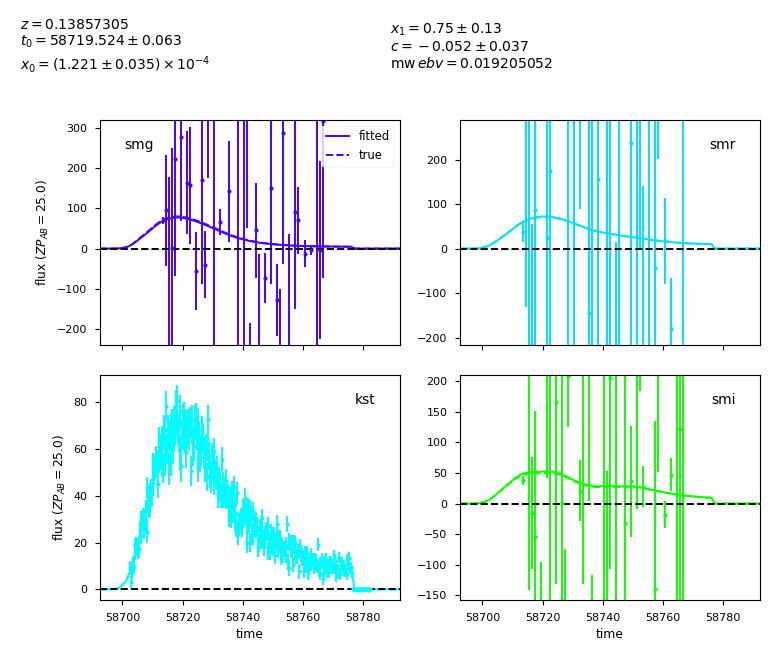 z = 0.13857305
t₀ = 58719.524 ± 0.063
x₀ = (1.221 ± 0.035) × 10⁻⁴
x₁ = 0.75 ± 0.13
c = −0.052 ± 0.037
mw ebv = 0.019205052
smg
fitted
true
300
200
100
0
−100
−200
flux (ZP_AB = 25.0)
smr
200
100
0
−100
−200
kst
80
60
40
20
0
flux (ZP_AB = 25.0)
58700 58720 58740 58760 58780
time
smi
200
150
100
50
0
−50
−100
−150
58700 58720 58740 58760 58780
time